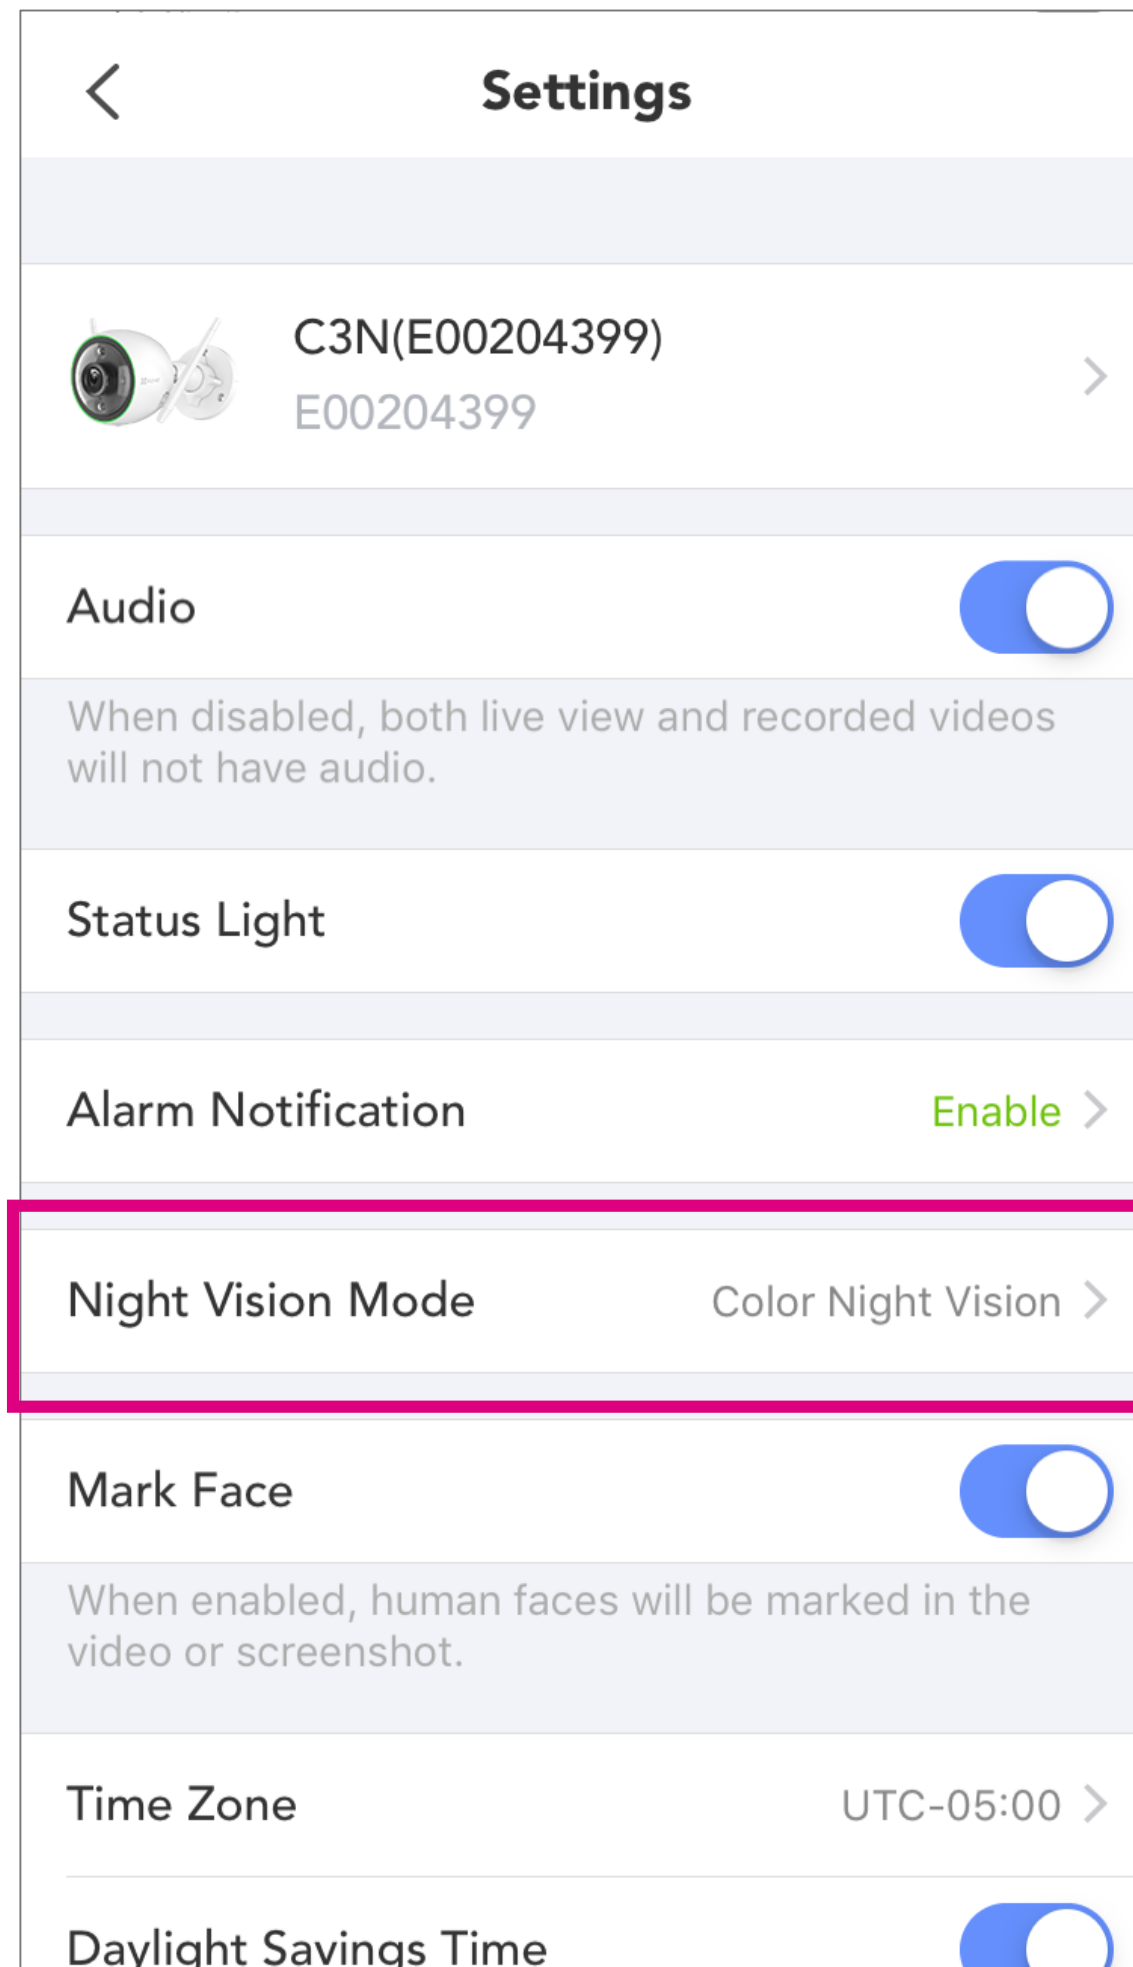 Settings
C3N(E00204399)
E00204399
Audio
When disabled, both live view and recorded videos
will not have audio.
Status Light
Alarm Notification Enable
Night Vision Mode Color Night Vision
Mark Face
When enabled, human faces will be marked in the
video or screenshot.
Time Zone UTC-05:00
Daylight Savings Time